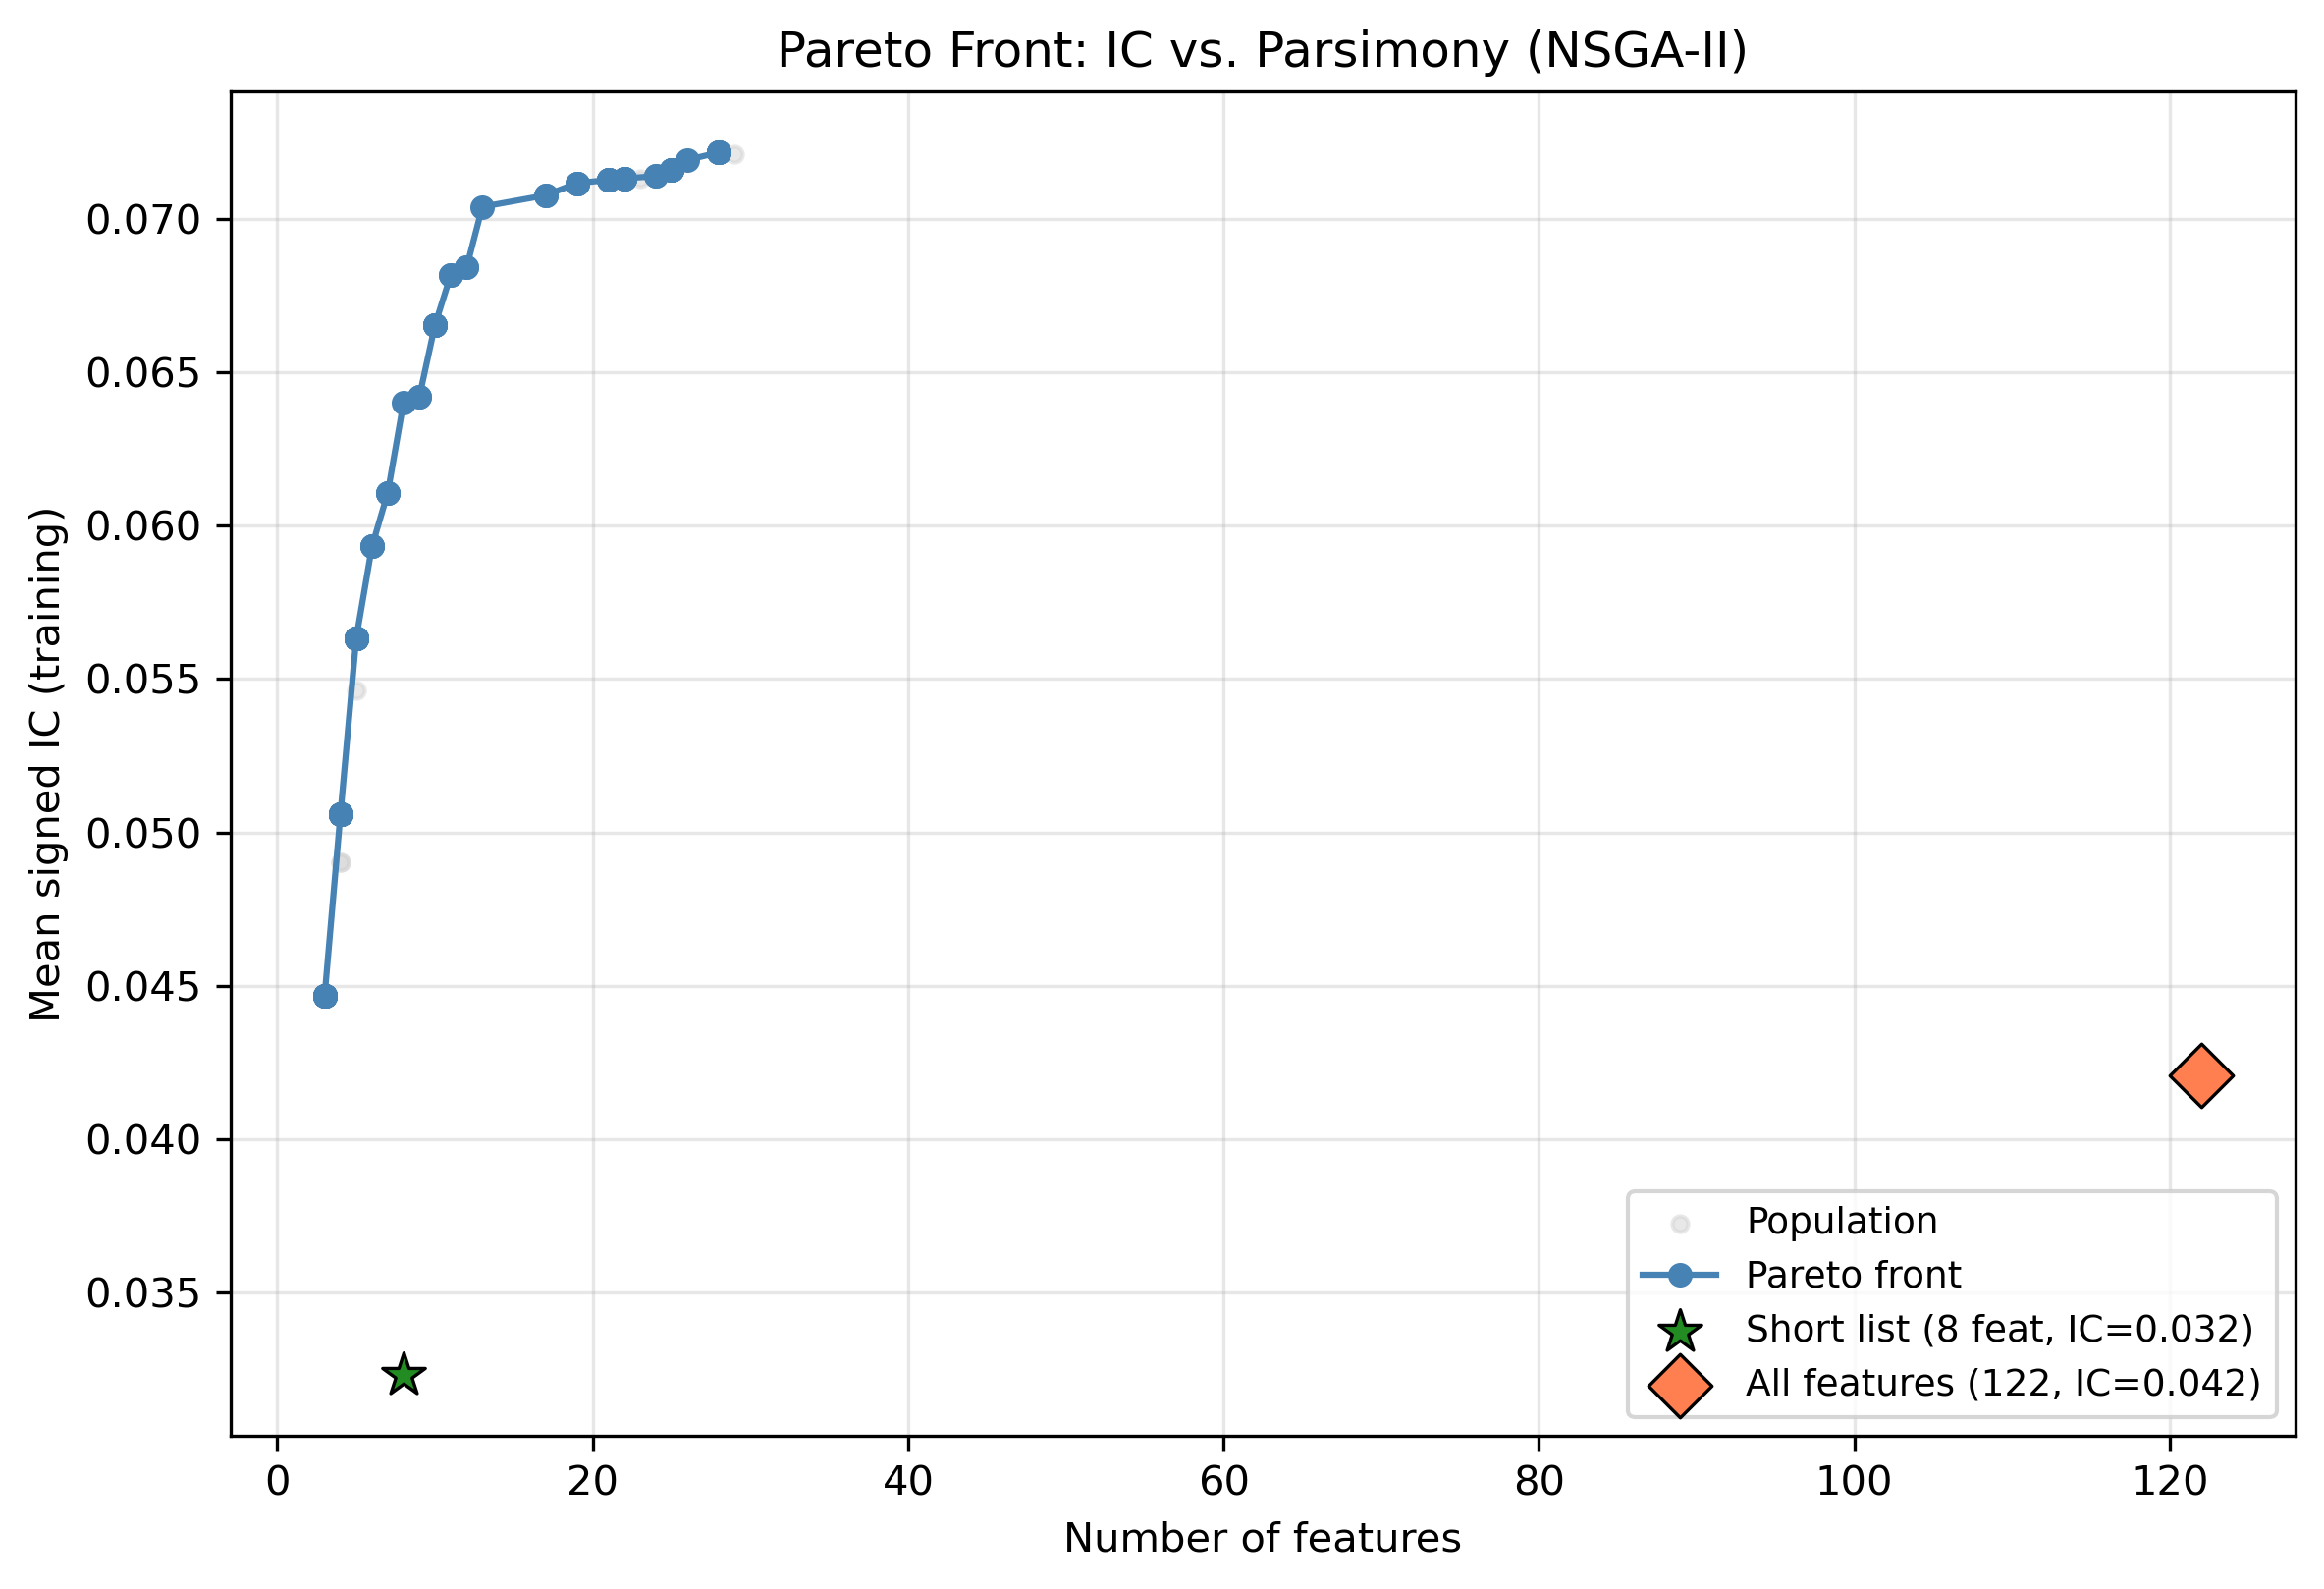 Pareto Front: IC vs. Parsimony (NSGA-II)
Mean signed IC (training)
0.070
0.065
0.060
0.055
0.050
0.045
0.040
0.035
Population
Pareto front
Short list (8 feat, IC=0.032)
All features (122, IC=0.042)
0 20 40 60 80 100 120
Number of features